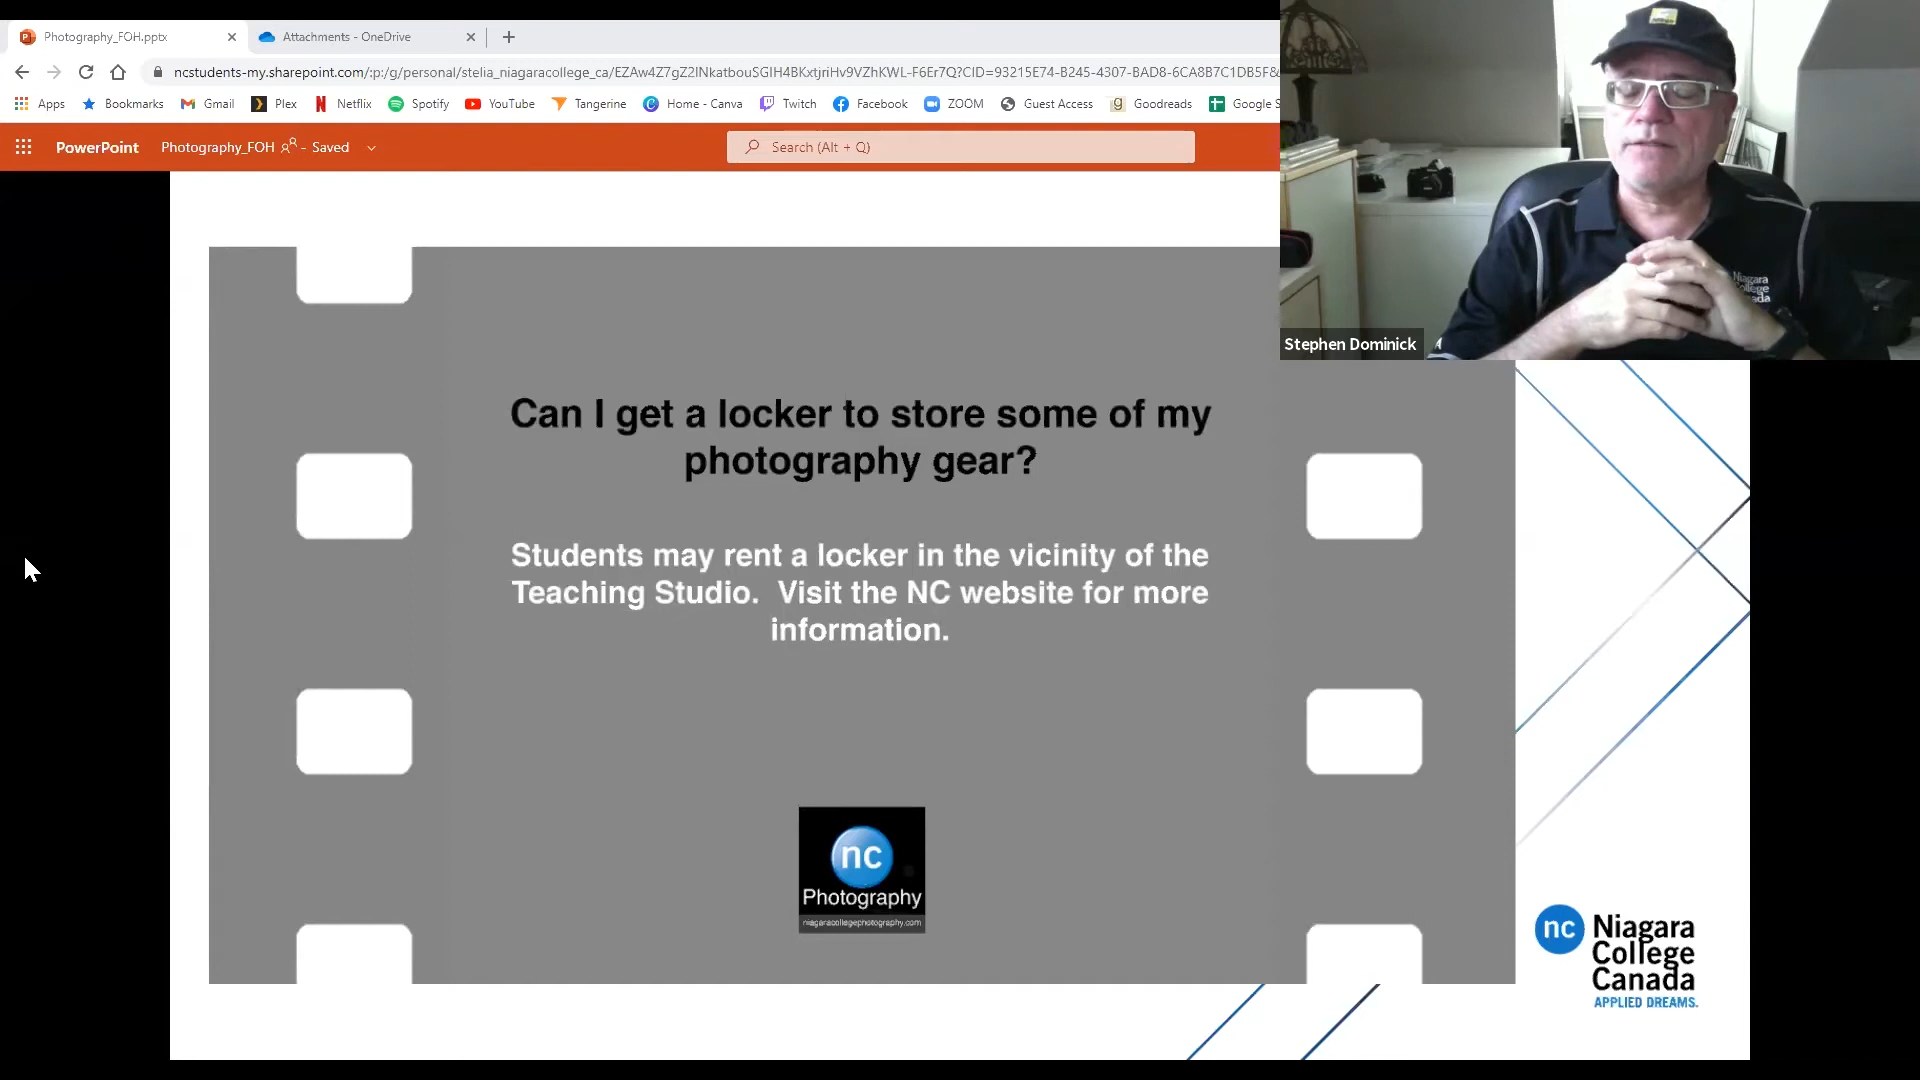 Photography_FOH.pptx
Attachments - OneDrive
ncstudents-my.sharepoint.com/:p:/g/personal/stelia_niagaracollege_ca/EZAw4Z7gZ2lNkatbouSGIH4BKxtjriHv9VZhKWL-F6Er7Q?CID=93215E74-B245-4307-BAD8-6CA8B7C1DB5F&
Apps Bookmarks Gmail Plex Netflix Spotify YouTube Tangerine Home - Canva Twitch Facebook ZOOM Guest Access Goodreads Google S
PowerPoint Photography_FOH - Saved
Search (Alt + Q)
Niagara
College
Stephen Dominick
Can I get a locker to store some of my
photography gear?
Students may rent a locker in the vicinity of the
Teaching Studio. Visit the NC website for more
information.
nc
Photography
niagaracollegephotography.com
nc
Niagara
College
Canada
APPLIED DREAMS.